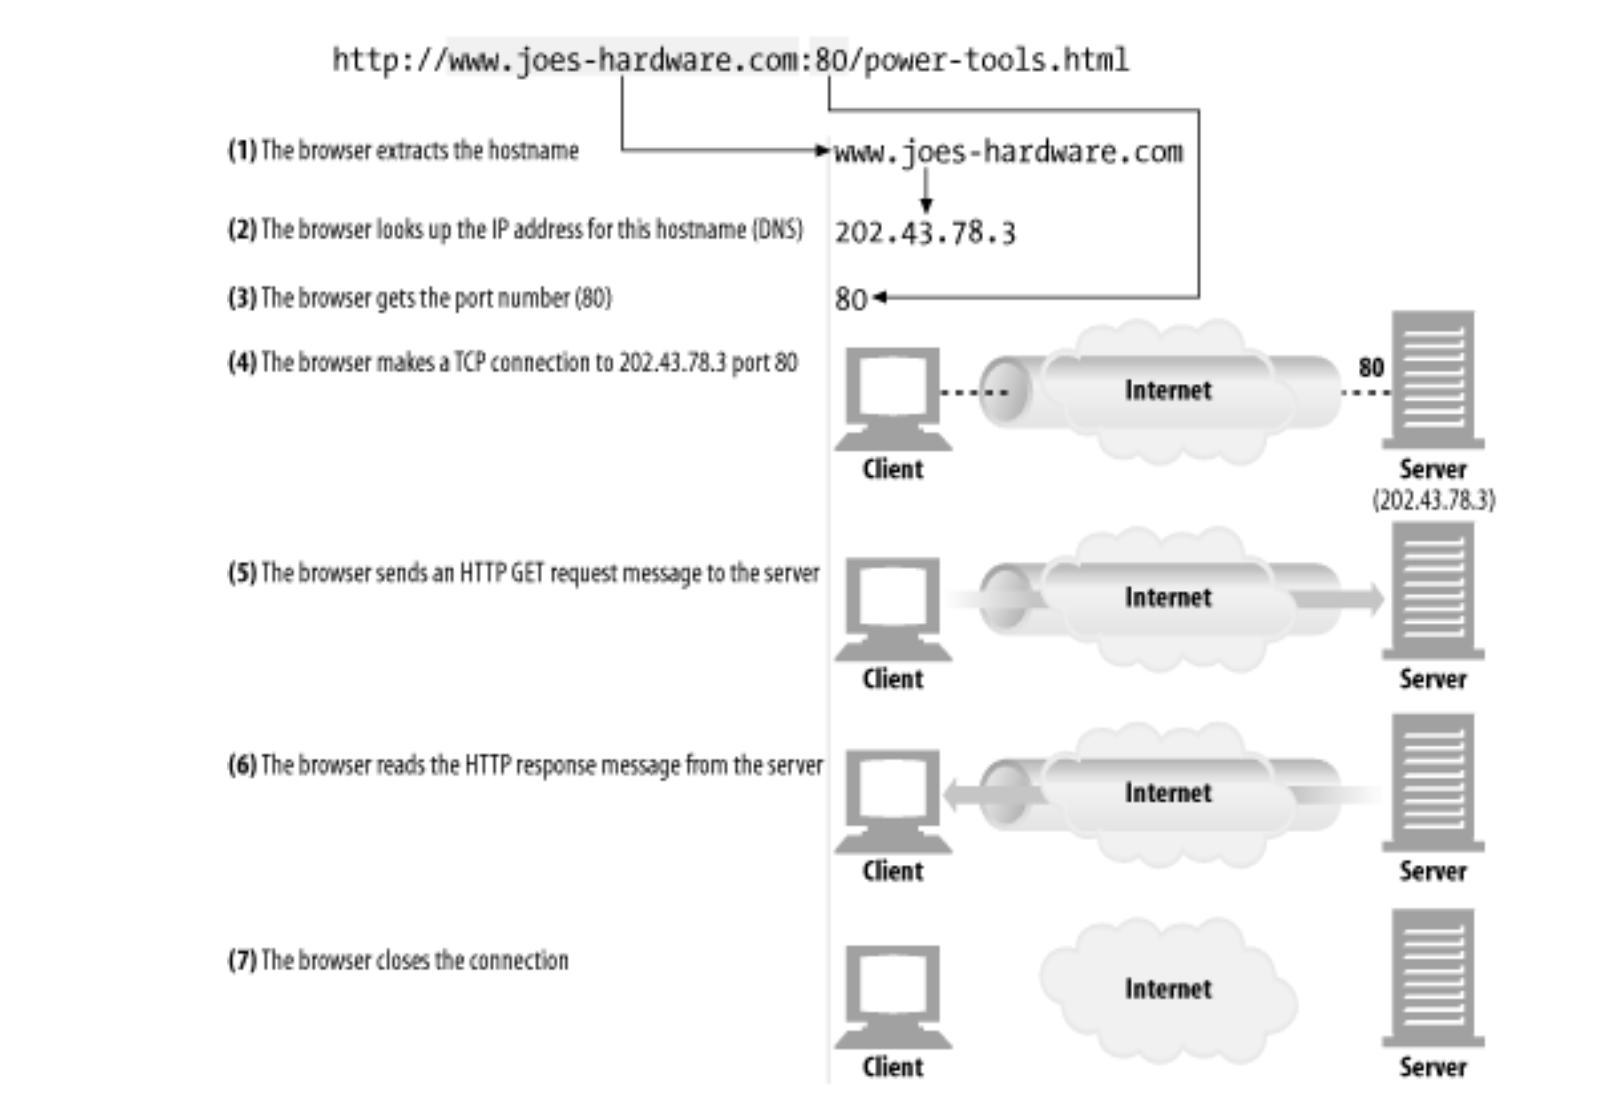 http://www.joes-hardware.com:80/power-tools.html
(1) The browser extracts the hostname
www.joes-hardware.com
(2) The browser looks up the IP address for this hostname (DNS)
202.43.78.3
(3) The browser gets the port number (80)
80
(4) The browser makes a TCP connection to 202.43.78.3 port 80
80
Internet
Client
Server
(202.43.78.3)
(5) The browser sends an HTTP GET request message to the server
Internet
Client
Server
(6) The browser reads the HTTP response message from the server
Internet
Client
Server
(7) The browser closes the connection
Internet
Client
Server